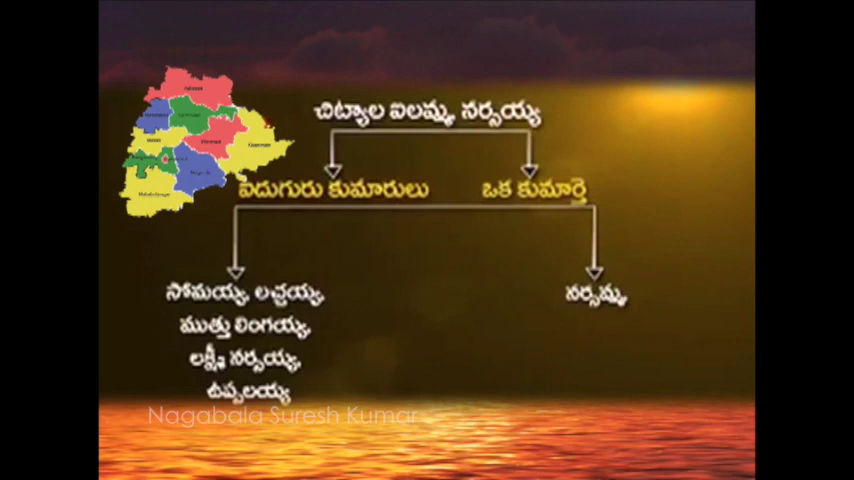 చిట్యాల ఐలమ్మ, నర్సయ్య
ఐదుగురు కుమారులు
ఒక కుమార్తె
సోమయ్య, లచ్చయ్య,
ముత్తు లింగయ్య,
లక్ష్మీ నర్సయ్య,
ఉప్పలయ్య
నర్సమ్మ
Nagabala Suresh Kumar